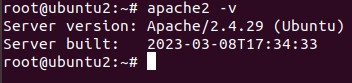 root@ubuntu2:~# apache2 -v
Server version: Apache/2.4.29 (Ubuntu)
Server built:   2023-03-08T17:34:33
root@ubuntu2:~#